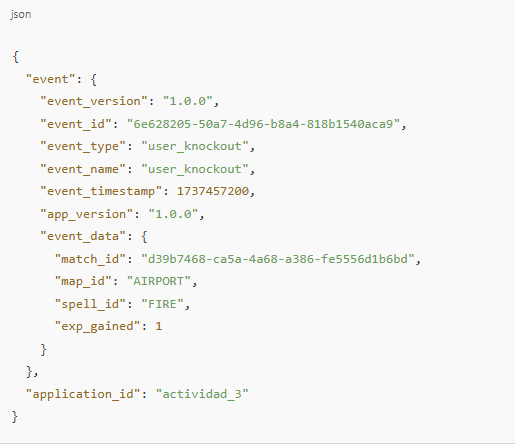 json
{
  "event": {
    "event_version": "1.0.0",
    "event_id": "6e628205-50a7-4d96-b8a4-818b1540aca9",
    "event_type": "user_knockout",
    "event_name": "user_knockout",
    "event_timestamp": 1737457200,
    "app_version": "1.0.0",
    "event_data": {
      "match_id": "d39b7468-ca5a-4a68-a386-fe5556d1b6bd",
      "map_id": "AIRPORT",
      "spell_id": "FIRE",
      "exp_gained": 1
    }
  },
  "application_id": "actividad_3"
}